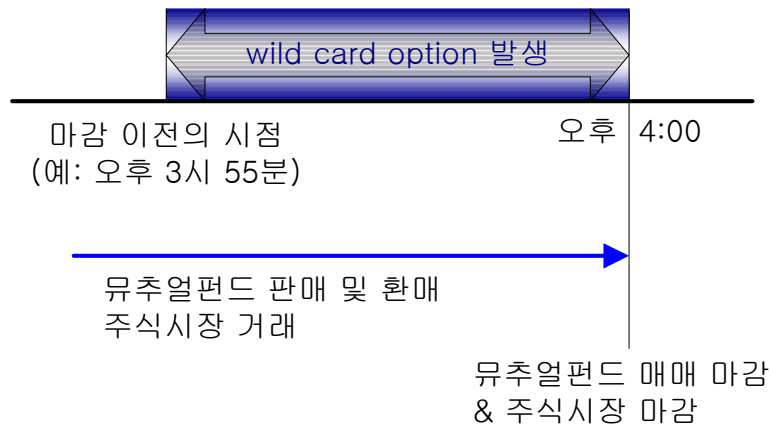 wild card option 발생
마감 이전의 시점
(예: 오후 3시 55분)
오후 4:00
뮤추얼펀드 판매 및 환매
주식시장 거래
뮤추얼펀드 매매 마감
& 주식시장 마감